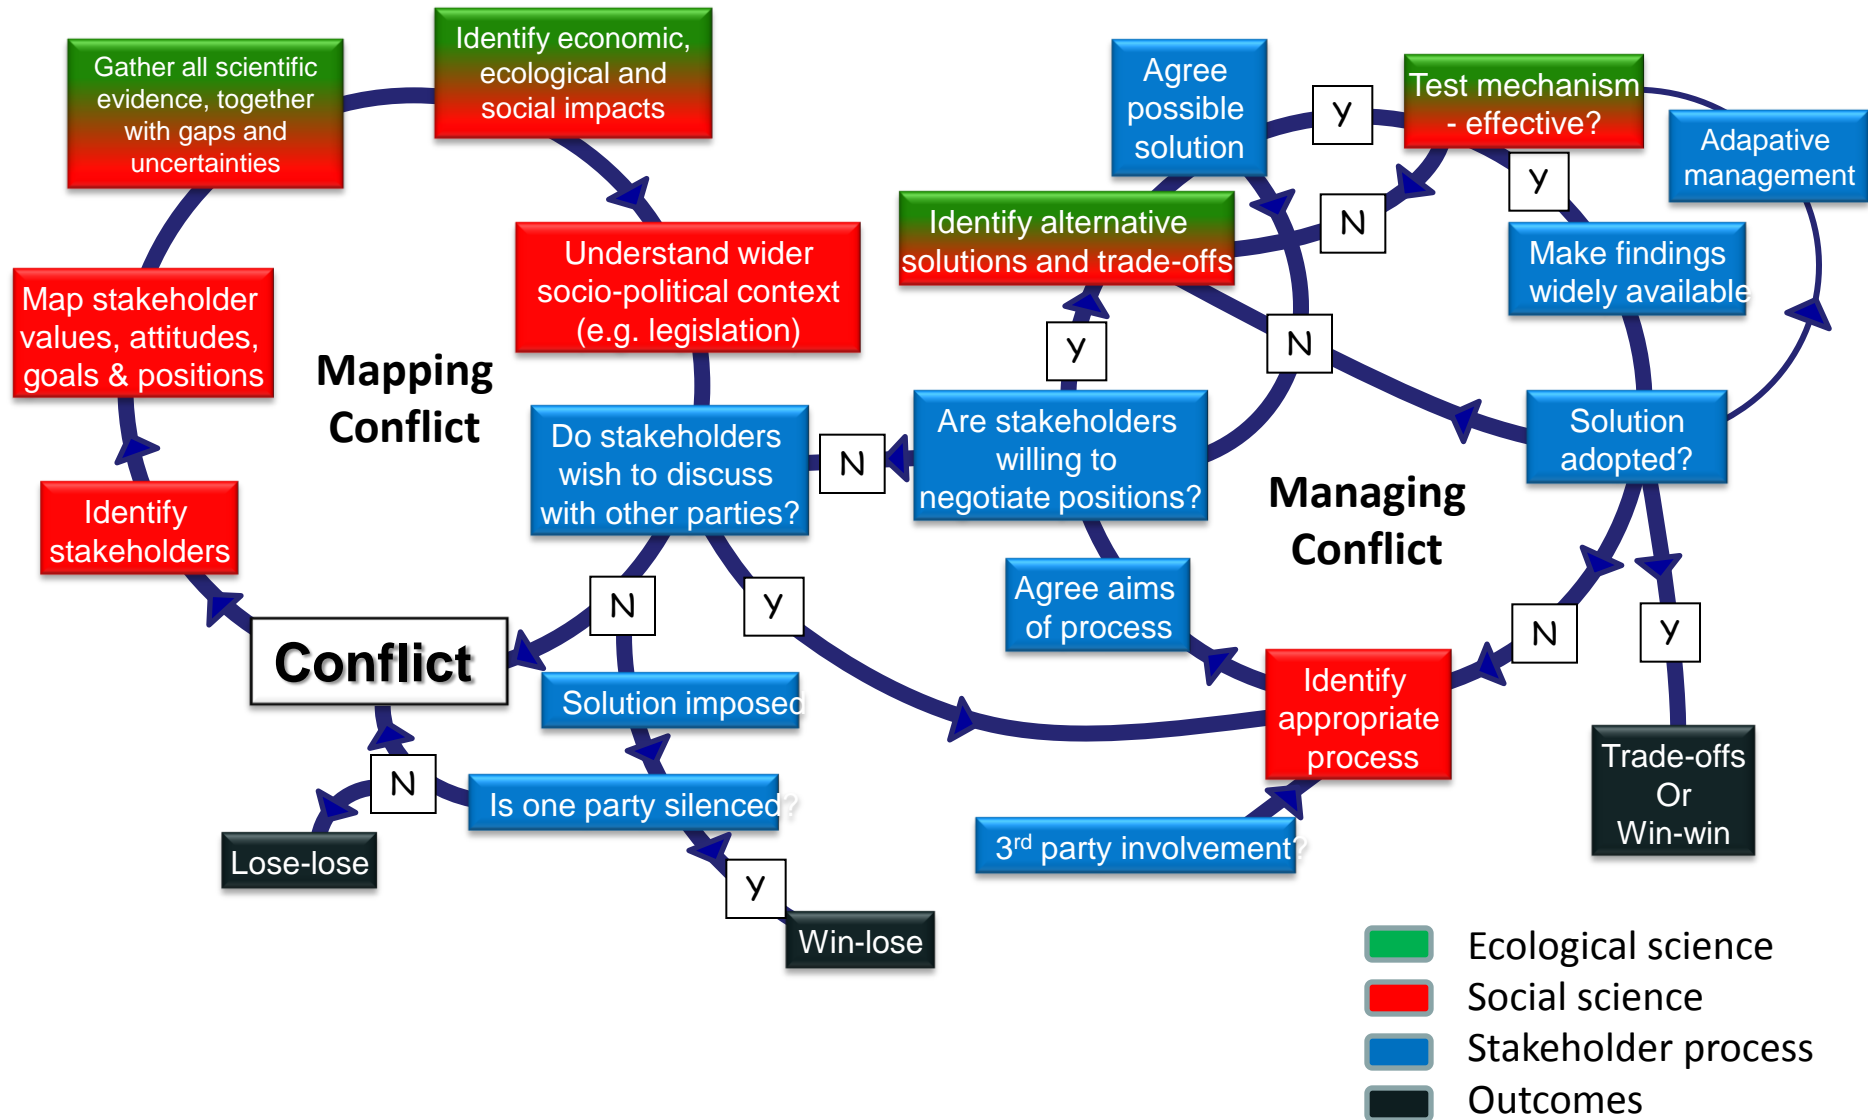 Gather all scientific
evidence, together
with gaps and
uncertainties
Identify economic,
ecological and
social impacts
Understand wider
socio-political context
(e.g. legislation)
Map stakeholder
values, attitudes,
goals & positions
Mapping
Conflict
Identify
stakeholders
Do stakeholders
wish to discuss
with other parties?
N
Y
Conflict
Solution imposed
Is one party silenced?
N
Lose-lose
Y
Win-lose
Agree
possible
solution
Y
Test mechanism
- effective?
Adapative
management
Y
N
Identify alternative
solutions and trade-offs
Make findings
widely available
Y
N
Are stakeholders
willing to
negotiate positions?
N
Solution
adopted?
Managing
Conflict
Agree aims
of process
N
Y
Identify
appropriate
process
3rd party involvement?
Trade-offs
Or
Win-win
Ecological science
Social science
Stakeholder process
Outcomes